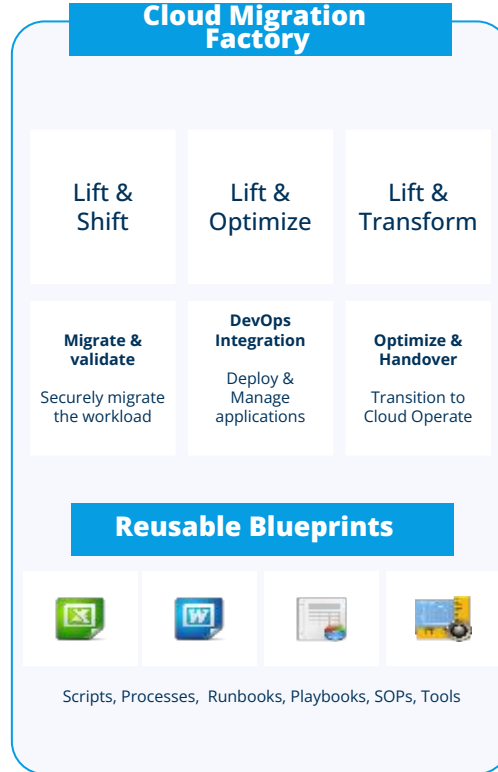 Cloud Migration
Factory
Lift &
Shift
Lift &
Optimize
Lift &
Transform
Migrate &
validate
Securely migrate
the workload
DevOps
Integration
Deploy &
Manage
applications
Optimize &
Handover
Transition to
Cloud Operate
Reusable Blueprints
X
W
Scripts, Processes, Runbooks, Playbooks, SOPs, Tools